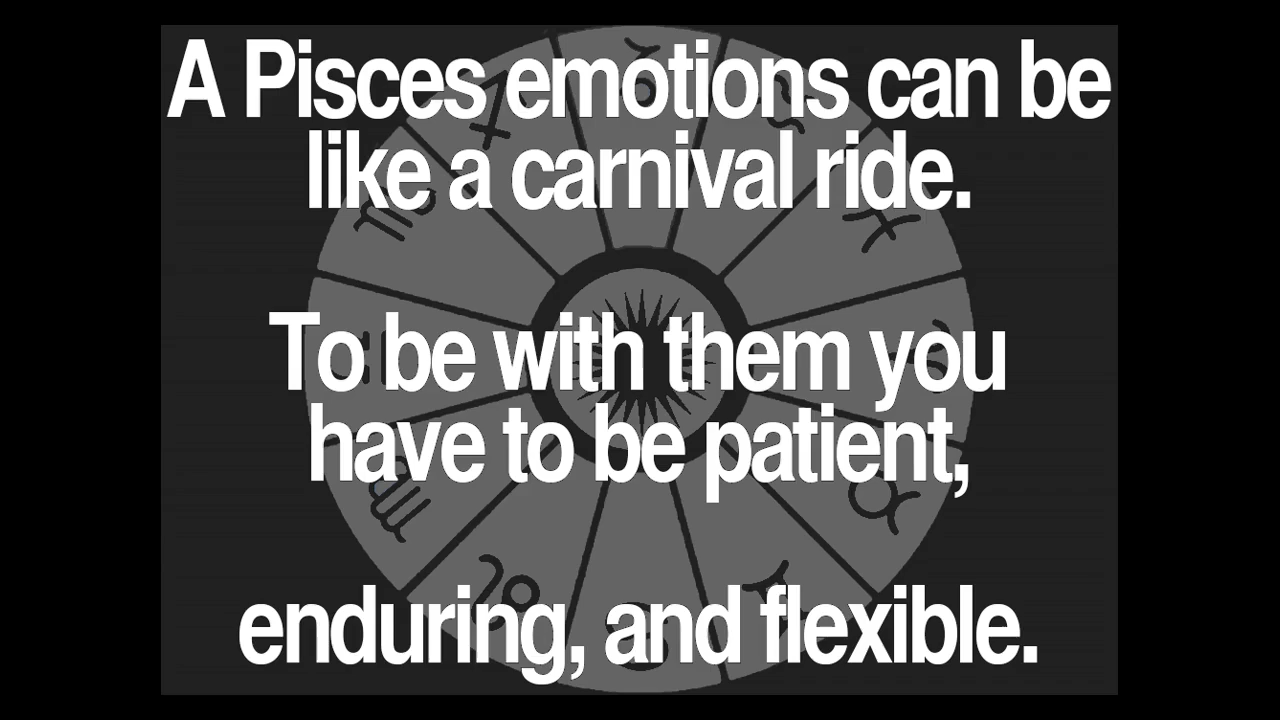 A Pisces emotions can be
like a carnival ride.
To be with them you
have to be patient,
enduring, and flexible.